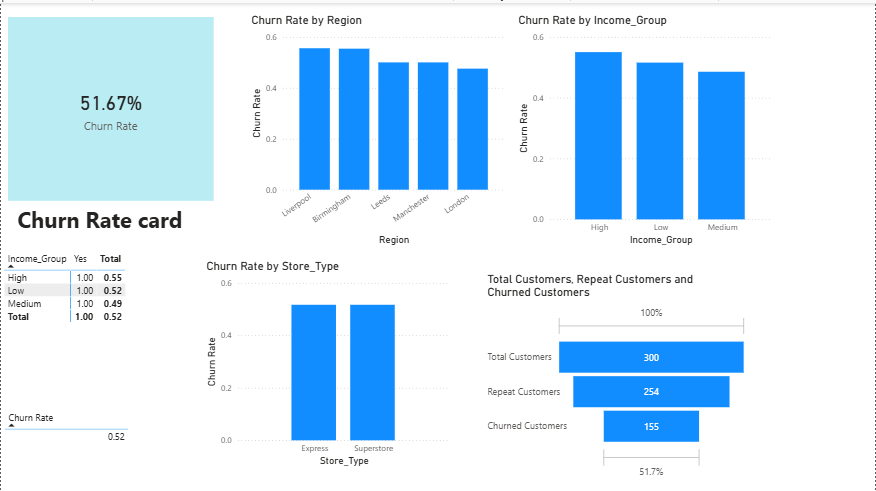 51.67%
Churn Rate
Churn Rate card
Income_Group Yes Total
High 1.00 0.55
Low 1.00 0.52
Medium 1.00 0.49
Total 1.00 0.52
Churn Rate
0.52
Churn Rate by Region
Churn Rate
0.6
0.4
0.2
0.0
Liverpool
Birmingham
Leeds
Manchester
London
Region
Churn Rate by Income_Group
Churn Rate
0.6
0.4
0.2
0.0
High
Low
Medium
Income_Group
Churn Rate by Store_Type
Churn Rate
0.6
0.4
0.2
0.0
Express
Superstore
Store_Type
Total Customers, Repeat Customers and
Churned Customers
100%
Total Customers 300
Repeat Customers 254
Churned Customers 155
51.7%